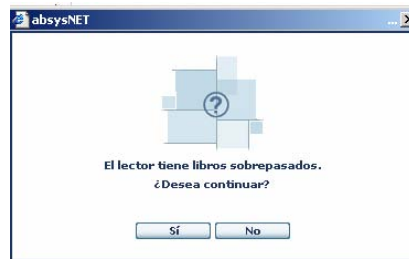 absysNET
El lector tiene libros sobrepasados.
¿Desea continuar?
Sí No